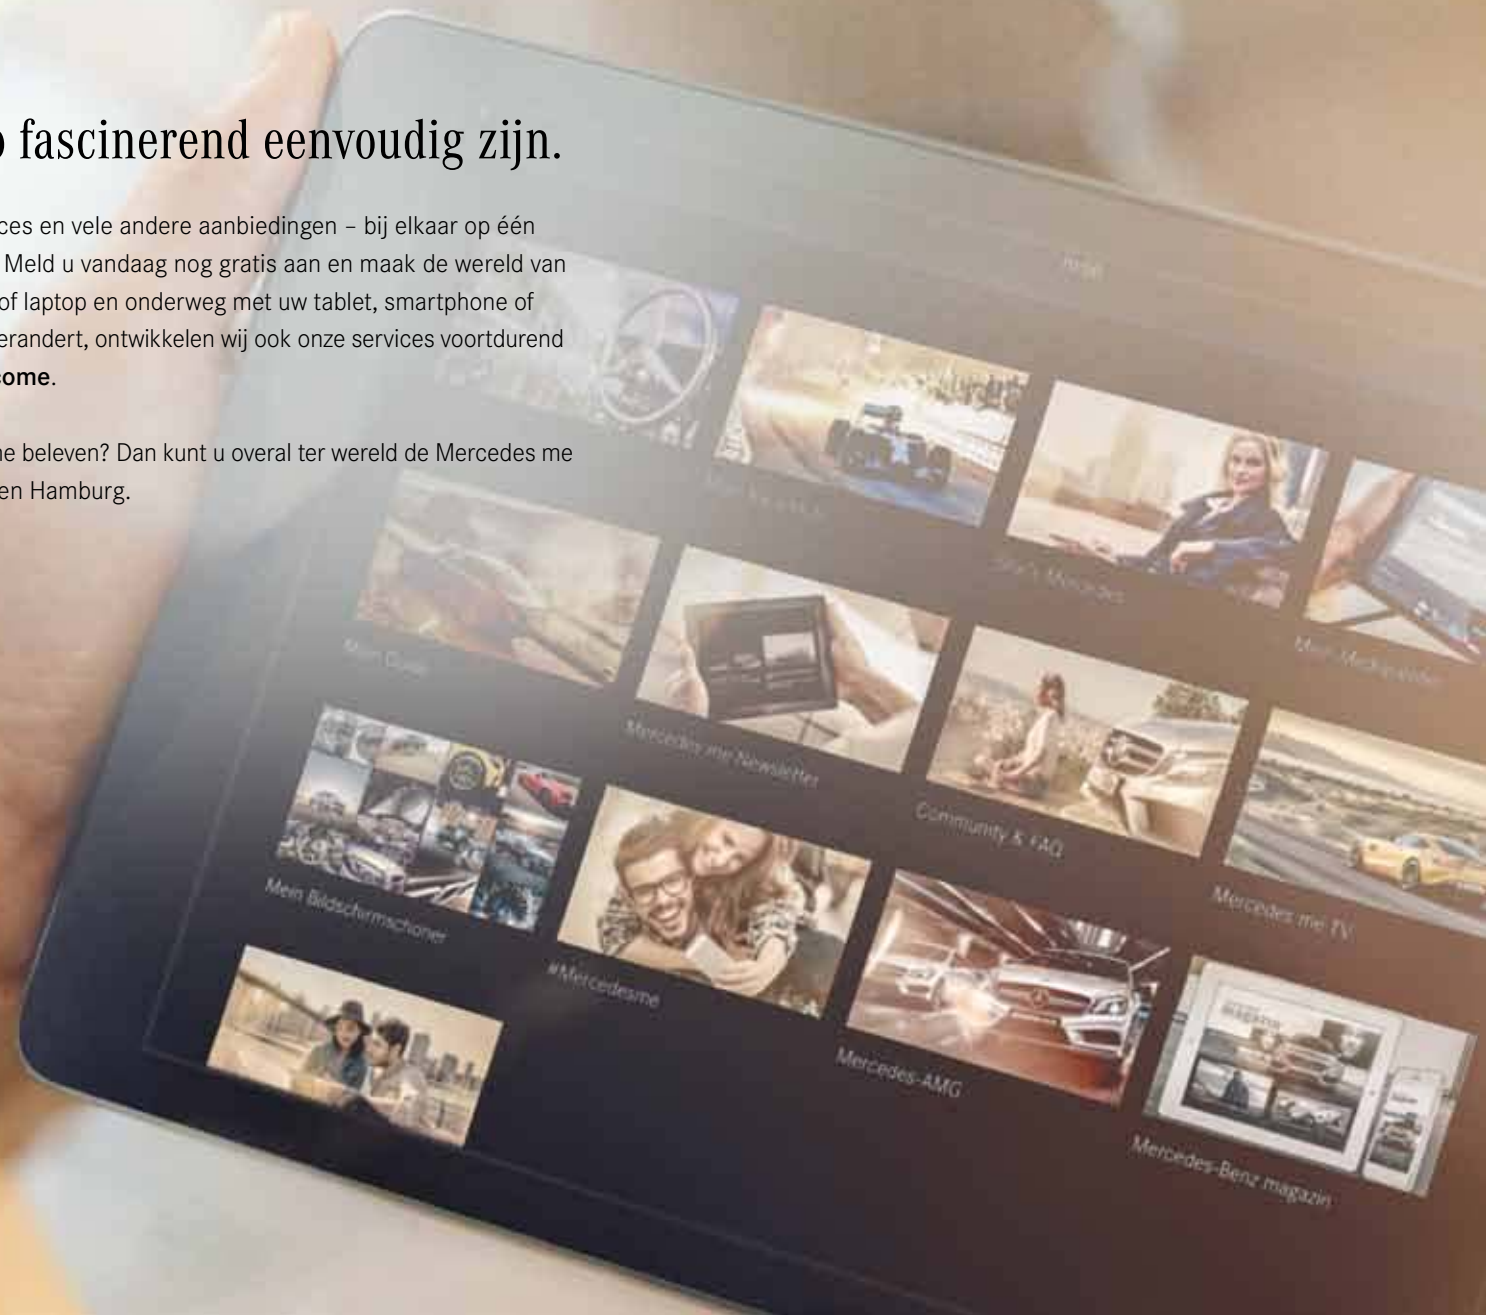 fascinerend eenvoudig zijn.
en vele andere aanbiedingen – bij elkaar op één
Meld u vandaag nog gratis aan en maak de wereld van
of laptop en onderweg met uw tablet, smartphone of
erandert, ontwikkelen wij ook onze services voortdurend
come.
beleven? Dan kunt u overal ter wereld de Mercedes me
en Hamburg.
Mercedes me Newsletter
Community & FAQ
Mercedes me TV
Mein Bildschirmschoner
#Mercedesme
Mercedes-AMG
Mercedes-Benz magazin